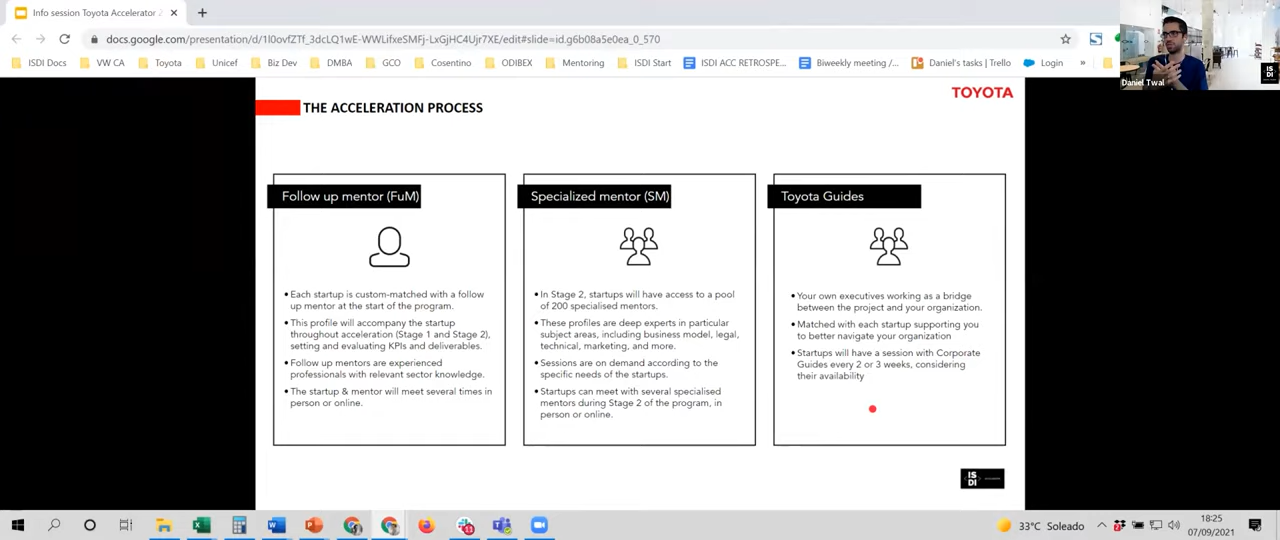 Info session Toyota Accelerator
docs.google.com/presentation/d/1l0ovfZTf_3dcLQ1wE-WWLifxeSMFj-LxGjHC4Ujr7XE/edit#slide=id.g6b08a5e0ea_0_570
ISDI Docs VW CA Toyota Unicef Biz Dev DMBA GCO Cosentino ODIBEX Mentoring ISDI Start ISDI ACC RETROSPE... Biweekly meeting /... Daniel's tasks | Trello Login »
Daniel Twal
IS
DI
TOYOTA
THE ACCELERATION PROCESS
Follow up mentor (FuM)
• Each startup is custom-matched with a follow
up mentor at the start of the program.
• This profile will accompany the startup
throughout acceleration (Stage 1 and Stage 2),
setting and evaluating KPIs and deliverables.
• Follow up mentors are experienced
professionals with relevant sector knowledge.
• The startup & mentor will meet several times in
person or online.
Specialized mentor (SM)
• In Stage 2, startups will have access to a pool
of 200 specialised mentors.
• These profiles are deep experts in particular
subject areas, including business model, legal,
technical, marketing, and more.
• Sessions are on demand according to the
specific needs of the startups.
• Startups can meet with several specialised
mentors during Stage 2 of the program, in
person or online.
Toyota Guides
• Your own executives working as a bridge
between the project and your organization.
• Matched with each startup supporting you
to better navigate your organization
• Startups will have a session with Corporate
Guides every 2 or 3 weeks, considering
their availability
IS
DI
33°C Soleado
18:25
07/09/2021